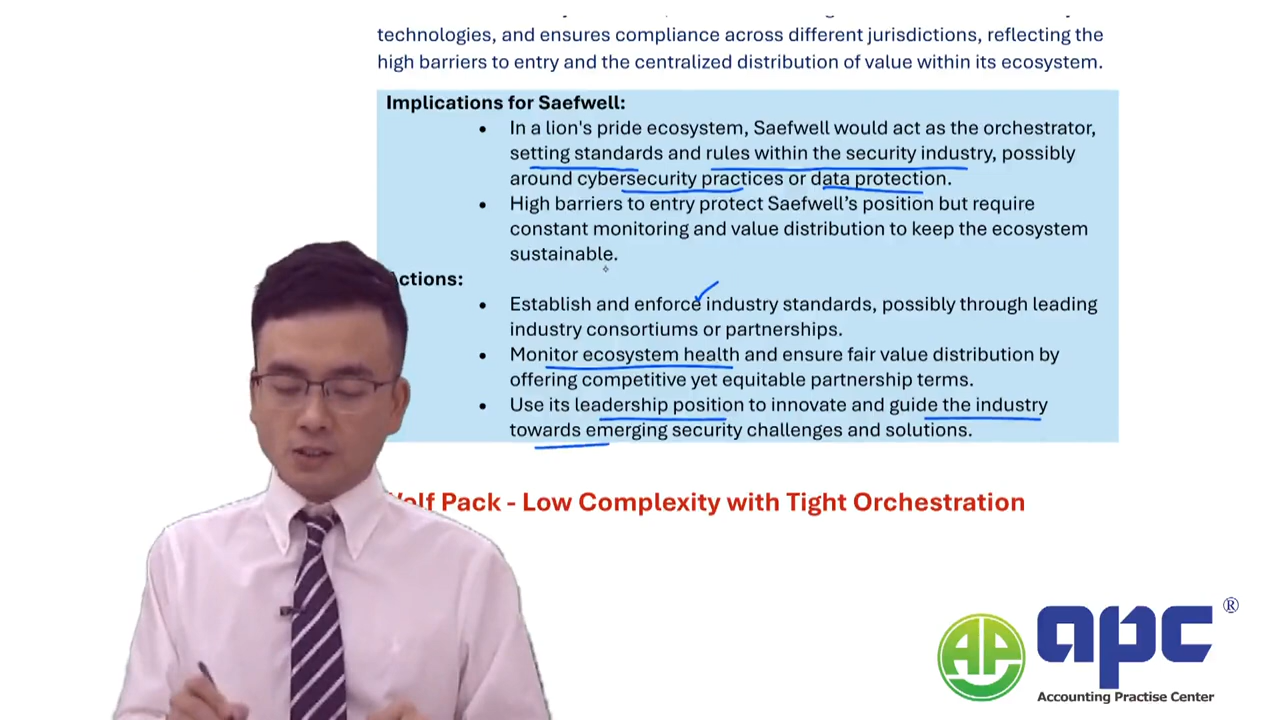 technologies, and ensures compliance across different jurisdictions, reflecting the
high barriers to entry and the centralized distribution of value within its ecosystem.
Implications for Saefwell:
• In a lion's pride ecosystem, Saefwell would act as the orchestrator,
setting standards and rules within the security industry, possibly
around cybersecurity practices or data protection.
• High barriers to entry protect Saefwell’s position but require
constant monitoring and value distribution to keep the ecosystem
sustainable.
ctions:
• Establish and enforce industry standards, possibly through leading
industry consortiums or partnerships.
• Monitor ecosystem health and ensure fair value distribution by
offering competitive yet equitable partnership terms.
• Use its leadership position to innovate and guide the industry
towards emerging security challenges and solutions.
Wolf Pack - Low Complexity with Tight Orchestration
apc ®
Accounting Practise Center